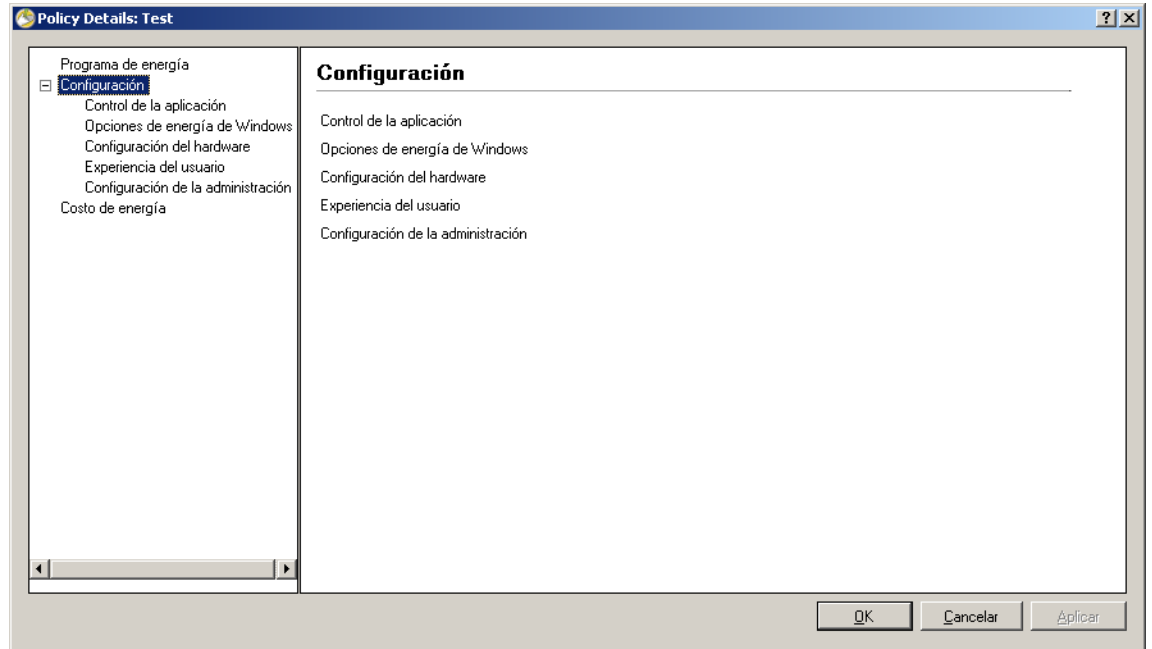 Policy Details: Test
Programa de energía
Configuración
Control de la aplicación
Opciones de energía de Windows
Configuración del hardware
Experiencia del usuario
Configuración de la administración
Costo de energía
Configuración
Control de la aplicación
Opciones de energía de Windows
Configuración del hardware
Experiencia del usuario
Configuración de la administración
OK
Cancelar
Aplicar